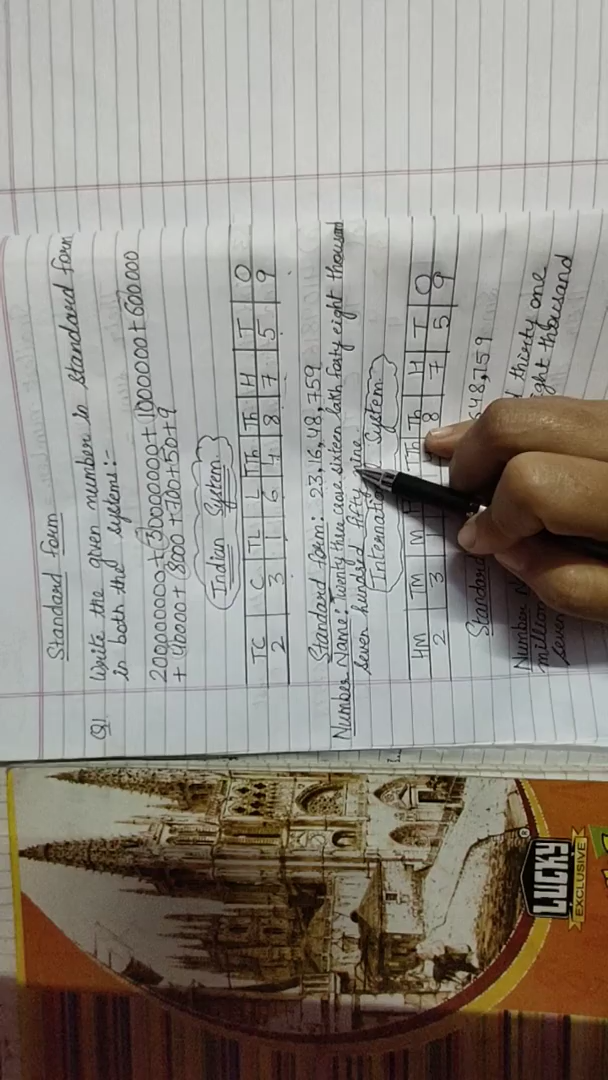 Standard Form
Q1. Write the given number in standard form
in both the systems:-
200000000+30000000+1000000+600000
+40000+8000+700+50+9
Indian System
TC C TL L TTh Th H T O
2 3 1 6 4 8 7 5 9
Standard form: 23,16,48,759
Number Name: Twenty three crore sixteen lakh forty eight thousand
seven hundred fifty nine.
System
HM TM M TTh Th H T O
2 3 8 7 5 9
Standard 48,759
Number thirty one
million ght thousand
seven
LUCKY
EXCLUSIVE